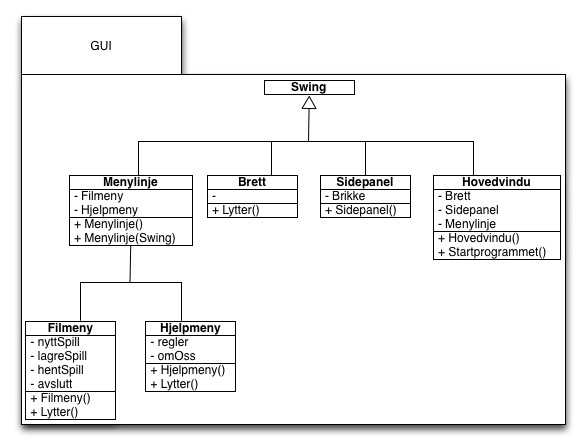 GUI
Swing
Menylinje
- Filmeny
- Hjelpmeny
+ Menylinje()
+ Menylinje(Swing)
Brett
-
+ Lytter()
Sidepanel
- Brikke
+ Sidepanel()
Hovedvindu
- Brett
- Sidepanel
- Menylinje
+ Hovedvindu()
+ Startprogrammet()
Filmeny
- nyttSpill
- lagreSpill
- hentSpill
- avslutt
+ Filmeny()
+ Lytter()
Hjelpmeny
- regler
- omOss
+ Hjelpmeny()
+ Lytter()